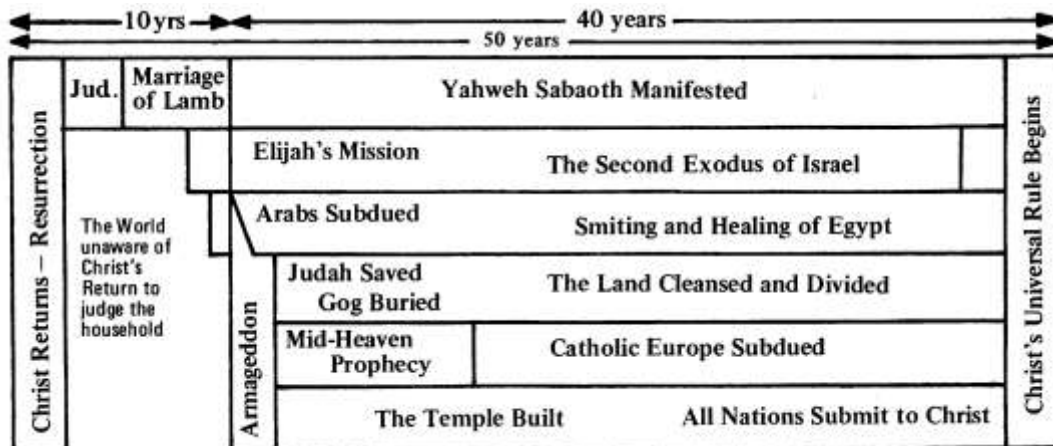 10 yrs
40 years
50 years
Christ Returns – Resurrection
Jud.
Marriage
of Lamb
Yahweh Sabaoth Manifested
Elijah's Mission
The Second Exodus of Israel
Arabs Subdued
Smiting and Healing of Egypt
The World
unaware of
Christ's
Return to
judge the
household
Armageddon
Judah Saved
Gog Buried
The Land Cleansed and Divided
Mid-Heaven
Prophecy
Catholic Europe Subdued
The Temple Built
All Nations Submit to Christ
Christ's Universal Rule Begins